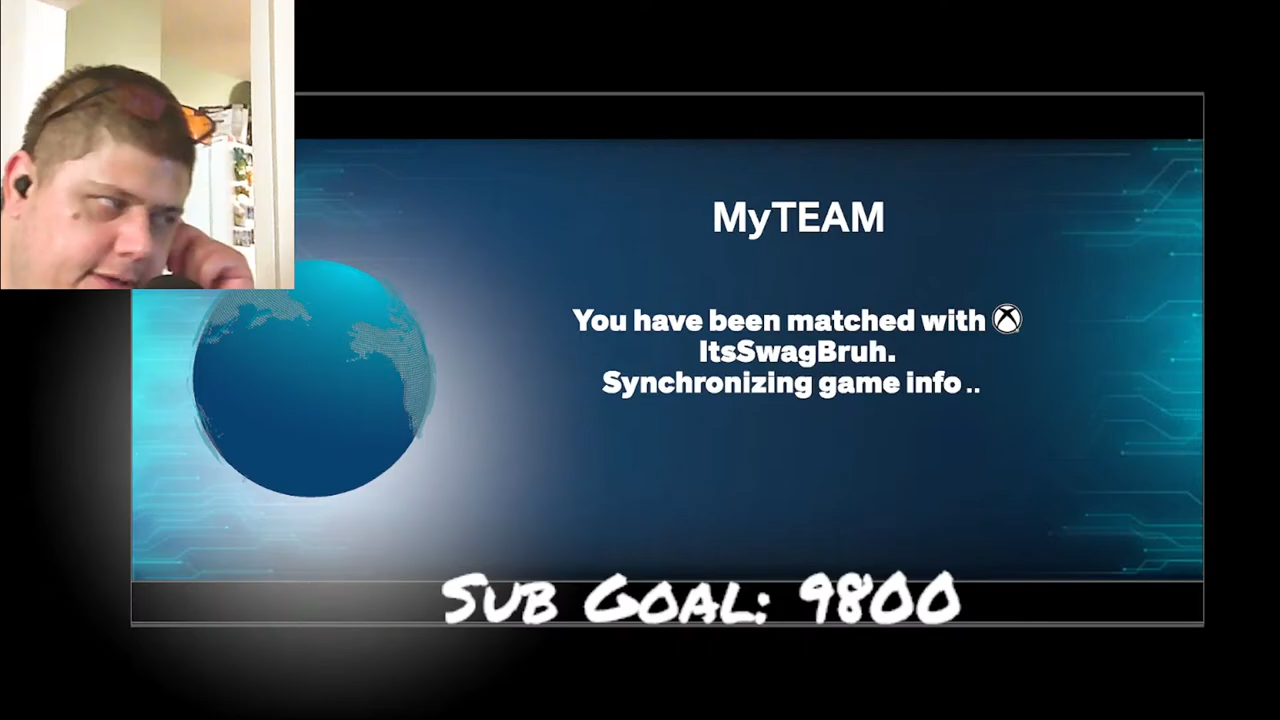 MyTEAM
You have been matched with
ItsSwagBruh.
Synchronizing game info ..
Sub Goal: 9800